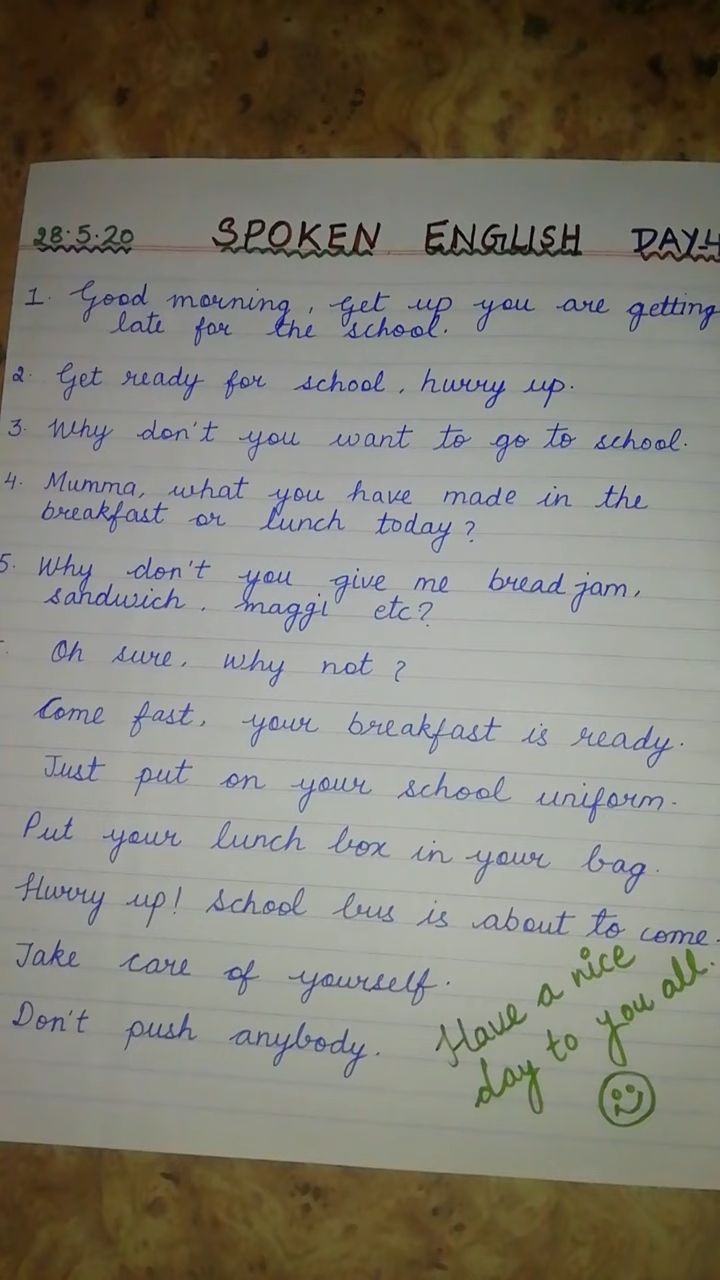 28.5.20 SPOKEN ENGLISH DAY-4
1. Good morning, get up you are getting
late for the school.
2. Get ready for school, hurry up.
3. Why don't you want to go to school.
4. Mumma, what you have made in the
breakfast or lunch today?
5. Why don't you give me bread jam,
sandwich, maggi etc?
Oh sure, why not?
Come fast, your breakfast is ready.
Just put on your school uniform.
Put your lunch box in your bag.
Hurry up! School bus is about to come.
Take care of yourself.
Don't push anybody.
Have a nice
day to you all.